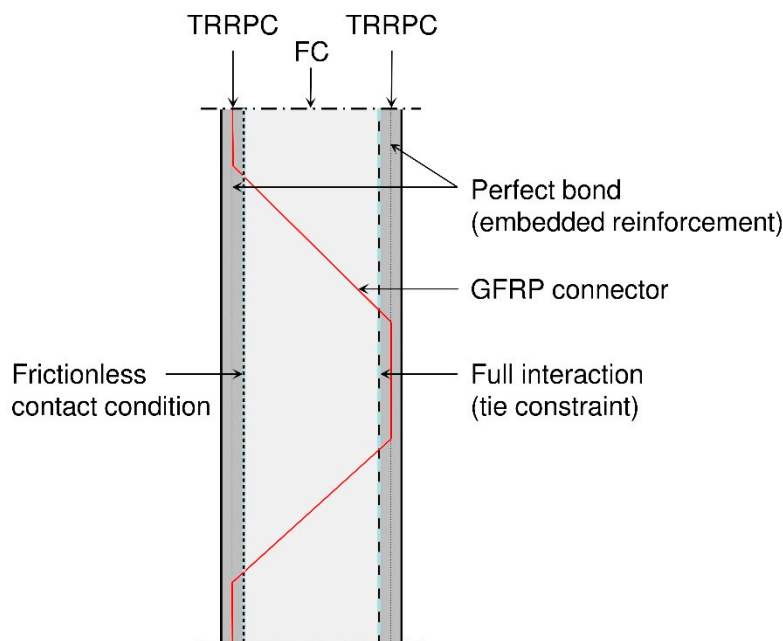 TRRPC
TRRPC
FC
Perfect bond
(embedded reinforcement)
GFRP connector
Frictionless
contact condition
Full interaction
(tie constraint)